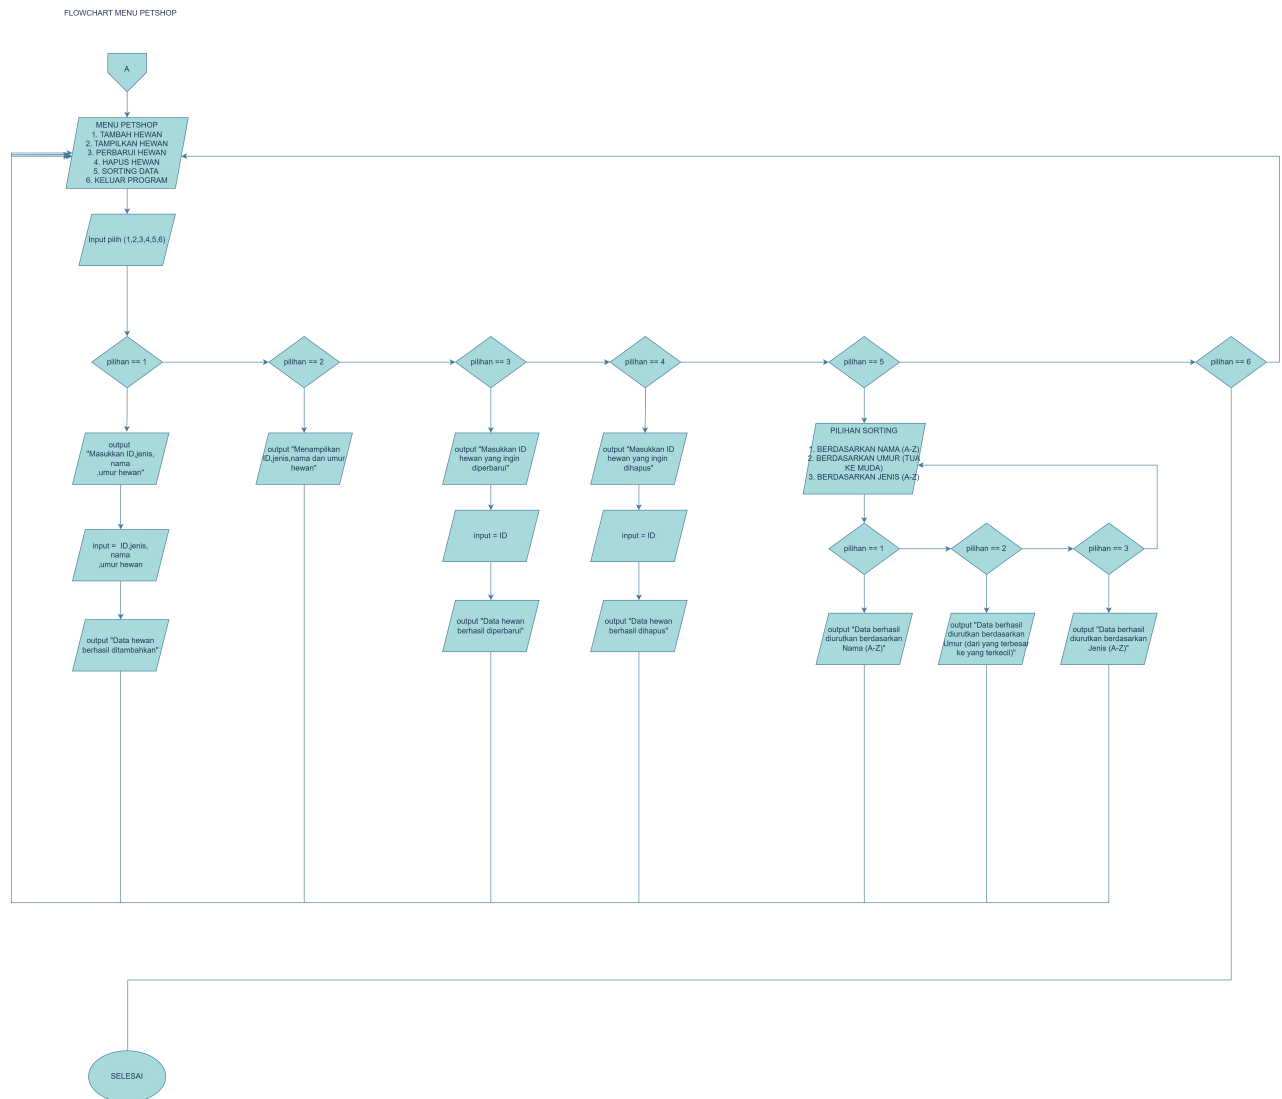 FLOWCHART MENU PETSHOP
A
MENU PETSHOP
1. TAMBAH HEWAN
2. TAMPILKAN HEWAN
3. PERBARUI HEWAN
4. HAPUS HEWAN
5. SORTING DATA
6. KELUAR PROGRAM
Input pilih (1,2,3,4,5,6)
pilihan == 1
pilihan == 2
pilihan == 3
pilihan == 4
pilihan == 5
pilihan == 6
output
"Masukkan ID,jenis,
nama
,umur hewan"
input = ID,jenis,
nama
,umur hewan
output "Data hewan
berhasil ditambahkan"
output "Menampilkan
ID,jenis,nama dan umur
hewan"
output "Masukkan ID
hewan yang ingin
diperbarui"
input = ID
output "Data hewan
berhasil diperbarui"
output "Masukkan ID
hewan yang ingin
dihapus"
input = ID
output "Data hewan
berhasil dihapus"
PILIHAN SORTING
1. BERDASARKAN NAMA (A-Z)
2. BERDASARKAN UMUR (TUA
KE MUDA)
3. BERDASARKAN JENIS (A-Z)
pilihan == 1
pilihan == 2
pilihan == 3
output "Data berhasil
diurutkan berdasarkan
Nama (A-Z)"
output "Data berhasil
diurutkan berdasarkan
Umur (dari yang terbesar
ke yang terkecil)"
output "Data berhasil
diurutkan berdasarkan
Jenis (A-Z)"
SELESAI